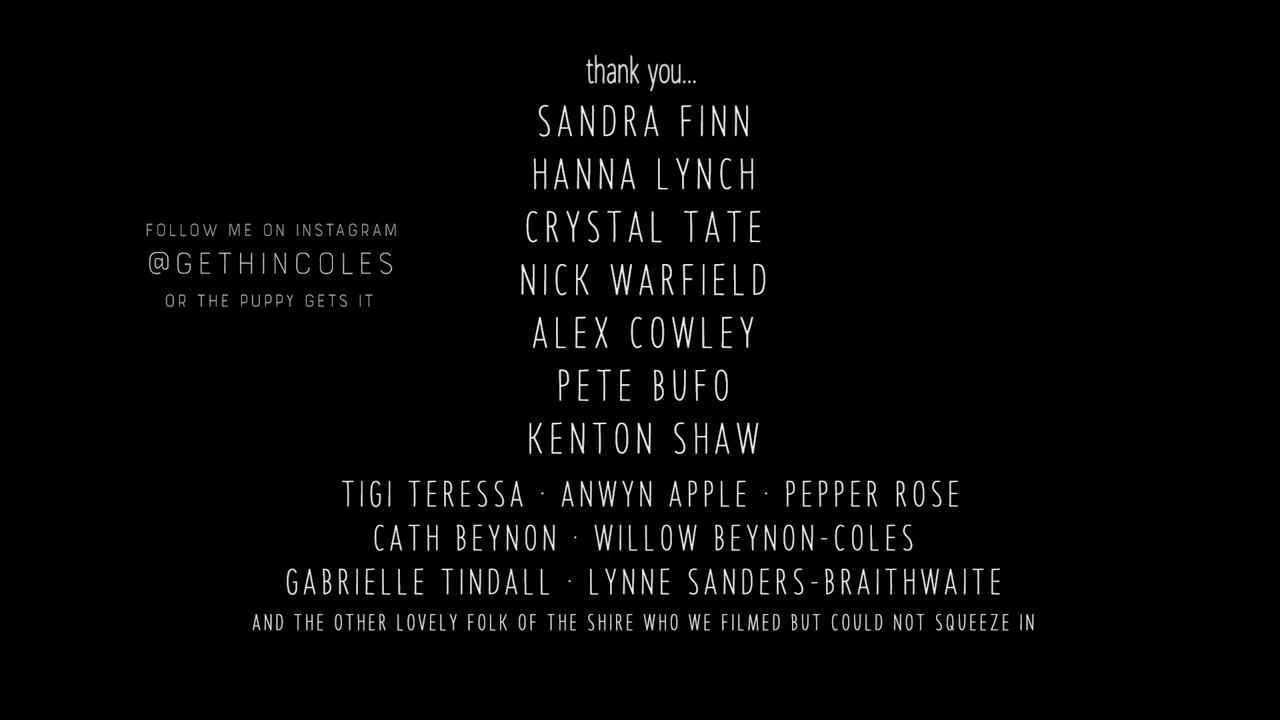 thank you...
SANDRA FINN
HANNA LYNCH
CRYSTAL TATE
NICK WARFIELD
ALEX COWLEY
PETE BUFO
KENTON SHAW
TIGI TERESSA · ANWYN APPLE · PEPPER ROSE
CATH BEYNON · WILLOW BEYNON-COLES
GABRIELLE TINDALL · LYNNE SANDERS-BRAITHWAITE
AND THE OTHER LOVELY FOLK OF THE SHIRE WHO WE FILMED BUT COULD NOT SQUEEZE IN
FOLLOW ME ON INSTAGRAM
@GETHINCOLES
OR THE PUPPY GETS IT